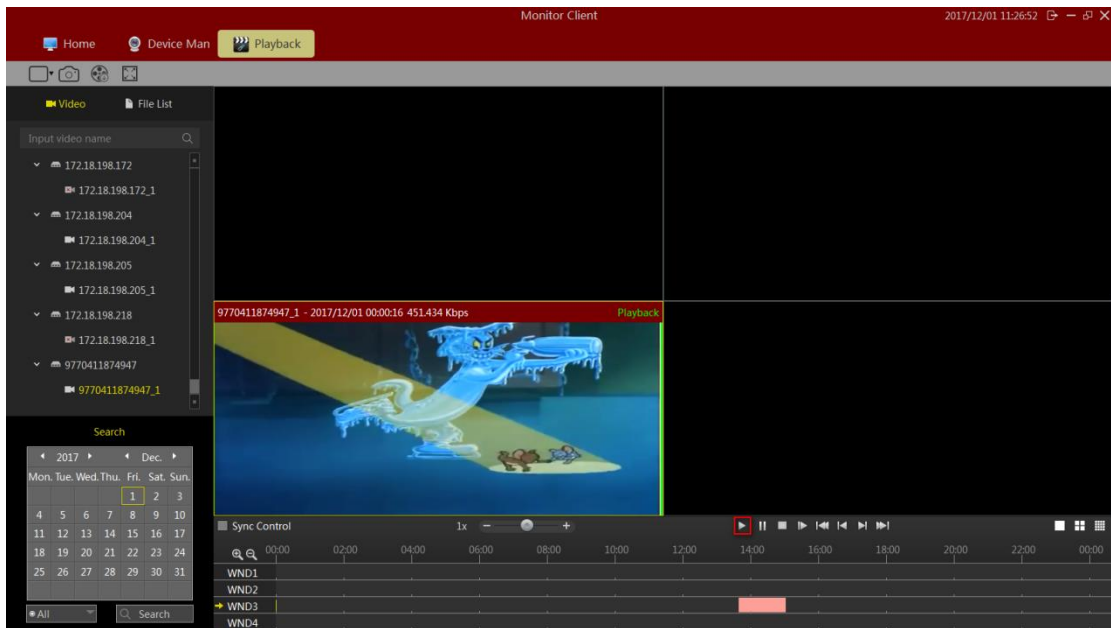 Monitor Client
2017/12/01 11:26:52
Home Device Man Playback
Video File List
Input video name
172.18.198.172
172.18.198.172_1
172.18.198.204
172.18.198.204_1
172.18.198.205
172.18.198.205_1
172.18.198.218
172.18.198.218_1
9770411874947
9770411874947_1
9770411874947_1 - 2017/12/01 00:00:16 451.434 Kbps Playback
Search
2017 Dec.
Mon. Tue. Wed. Thu. Fri. Sat. Sun.
1 2 3
4 5 6 7 8 9 10
11 12 13 14 15 16 17
18 19 20 21 22 23 24
25 26 27 28 29 30 31
All Search
Sync Control 1x
00:00 02:00 04:00 06:00 08:00 10:00 12:00 14:00 16:00 18:00 20:00 22:00 00:00
WND1
WND2
WND3
WND4